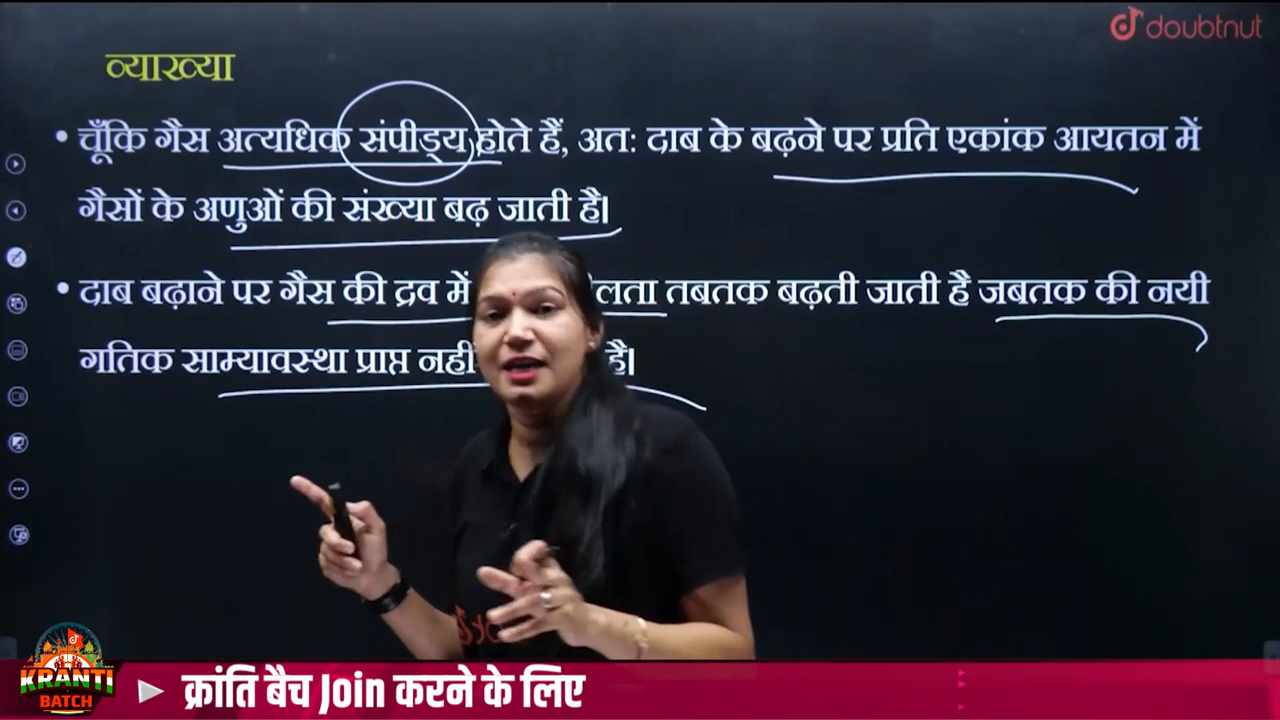 doubtnut
व्याख्या
• चूँकि गैस अत्यधिक संपीड्य होते हैं, अत: दाब के बढ़ने पर प्रति एकांक आयतन में
गैसों के अणुओं की संख्या बढ़ जाती है।
• दाब बढ़ाने पर गैस की द्रव में लता तबतक बढ़ती जाती है जबतक की नयी
गतिक साम्यावस्था प्राप्त नहीं है।
KRANTI
BATCH
क्रांति बैच Join करने के लिए